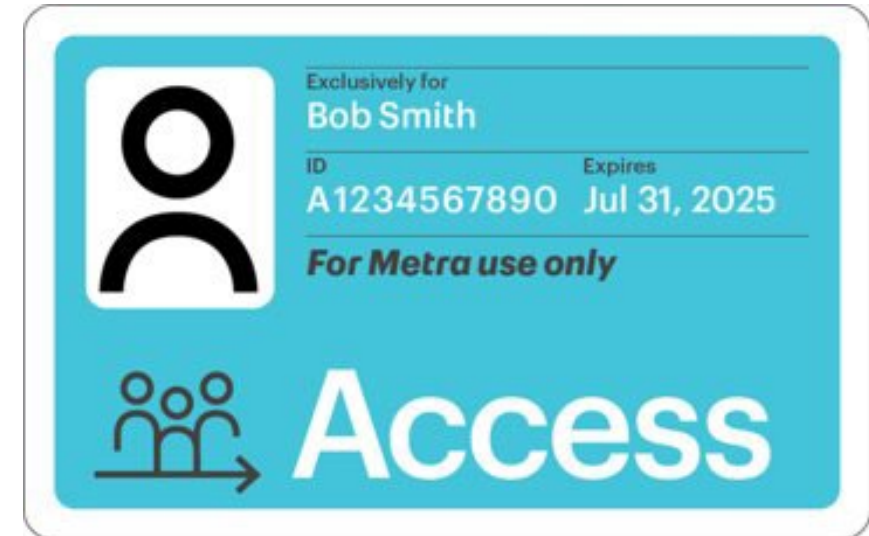 Exclusively for
Bob Smith
ID Expires
A1234567890 Jul 31, 2025
For Metra use only
Access